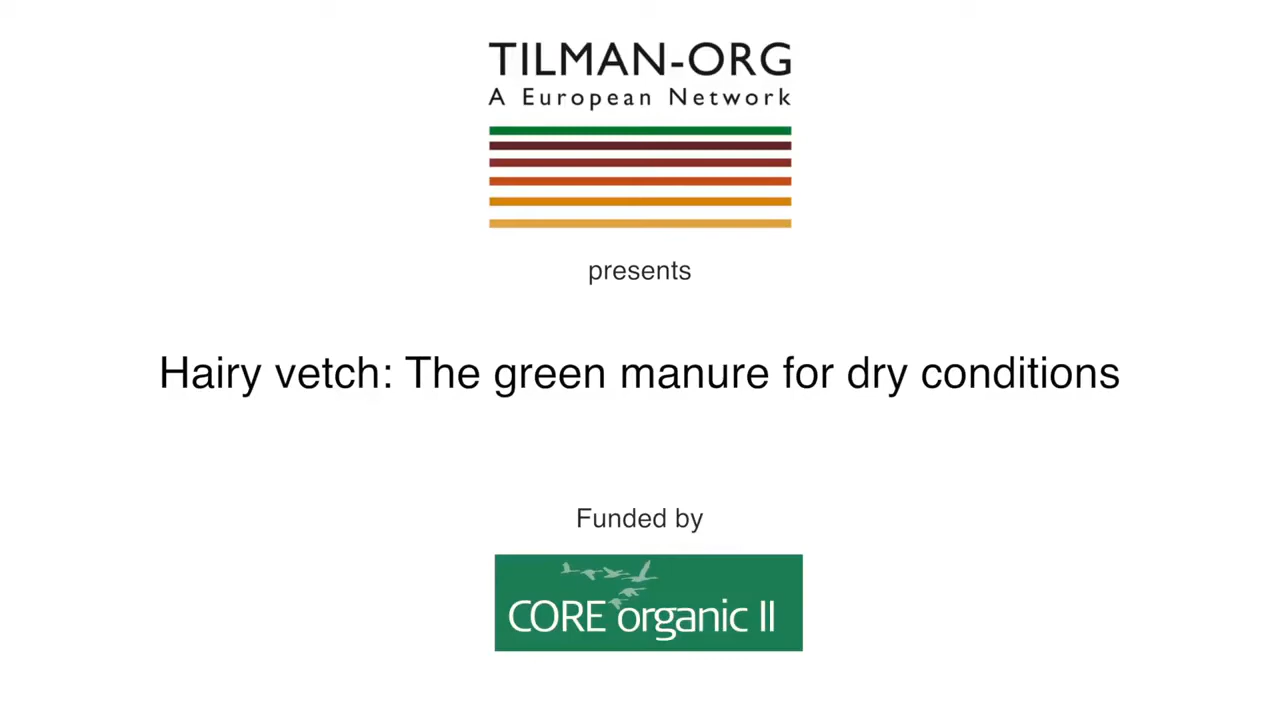 TILMAN-ORG
A European Network
presents
Hairy vetch: The green manure for dry conditions
Funded by
CORE organic II